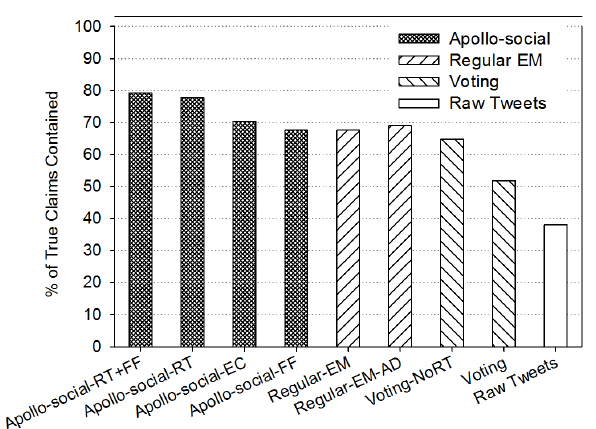 % of True Claims Contained
100
90
80
70
60
50
40
30
20
10
0
Apollo-social
Regular EM
Voting
Raw Tweets
Apollo-social-RT+FF
Apollo-social-RT
Apollo-social-EC
Apollo-social-FF
Regular-EM
Regular-EM-AD
Voting-NoRT
Voting
Raw Tweets